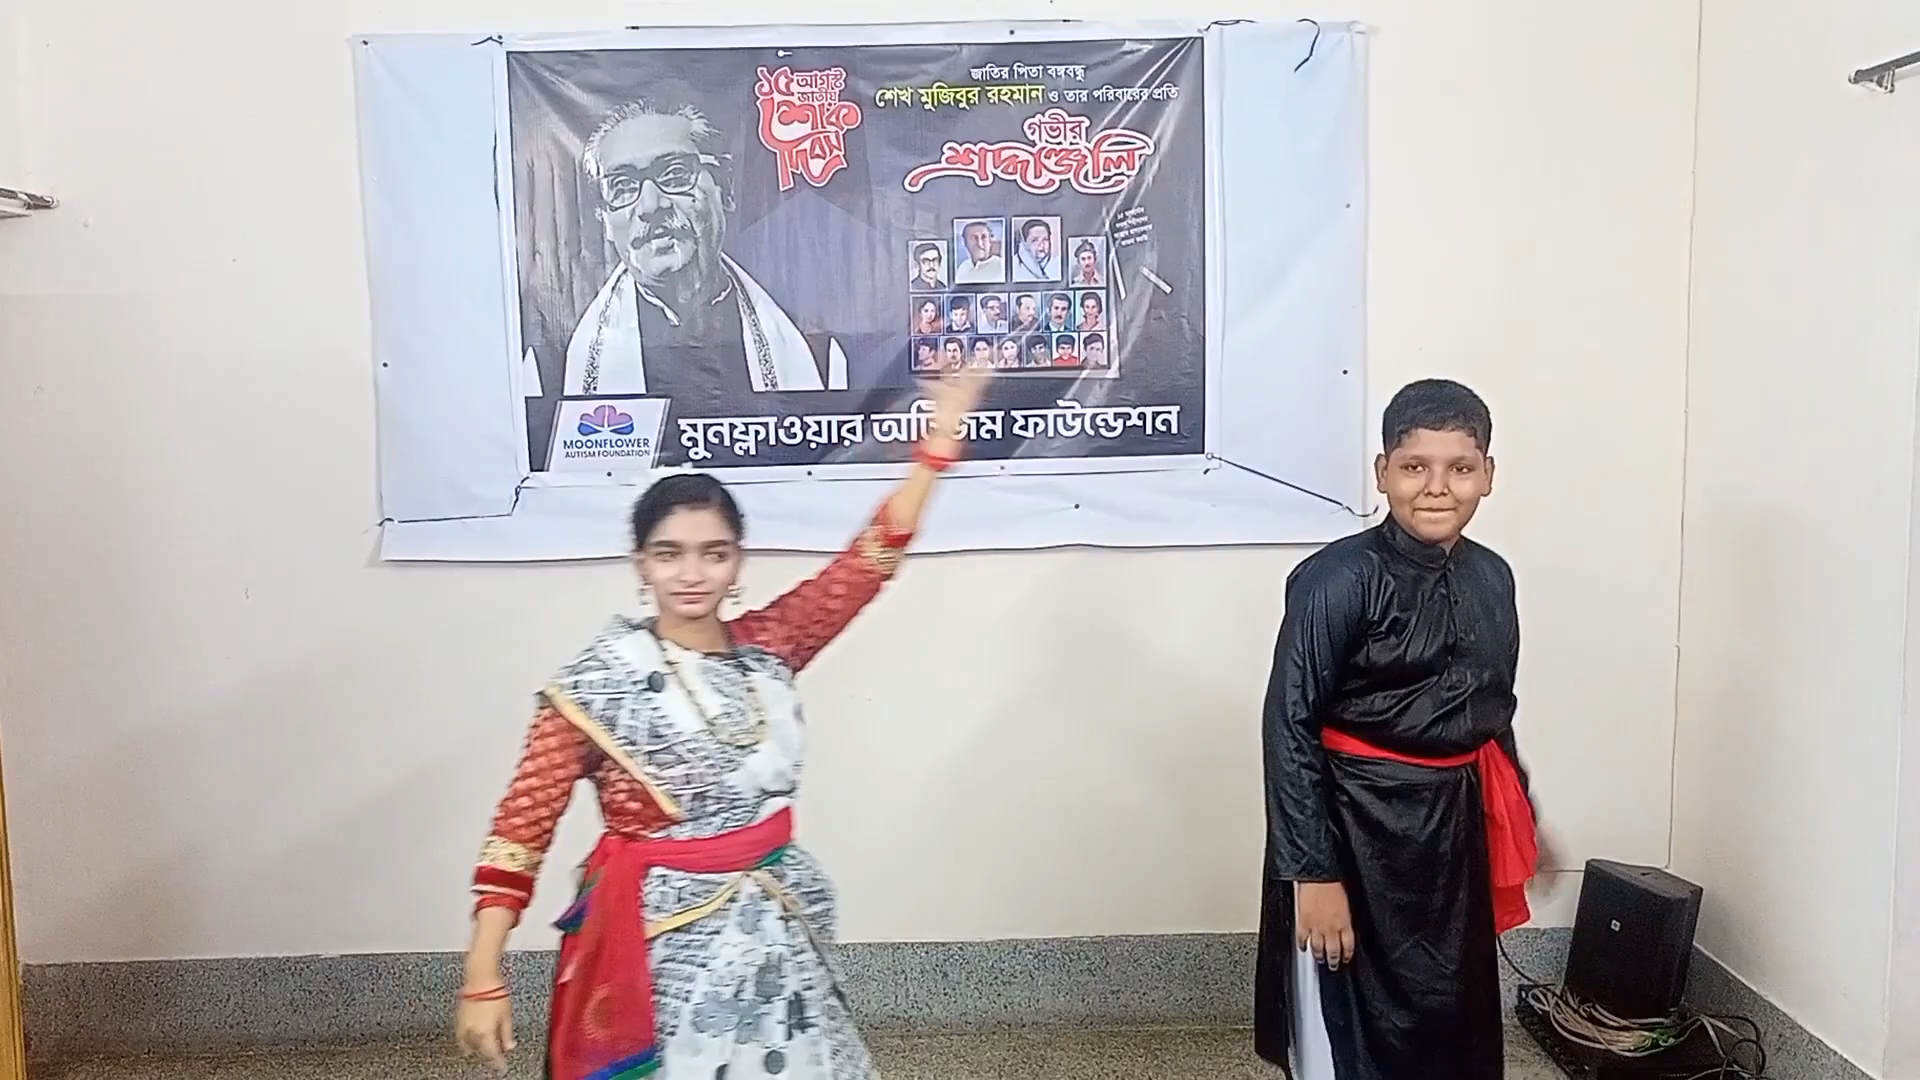 ১৫ আগষ্ট
জাতীয়
শোক
দিবস
জাতির পিতা বঙ্গবন্ধু
শেখ মুজিবুর রহমান ও তার পরিবারের প্রতি
গভীর
শ্রদ্ধাঞ্জলি
MOONFLOWER
AUTISM FOUNDATION
মুনফ্লাওয়ার অটিজম ফাউন্ডেশন